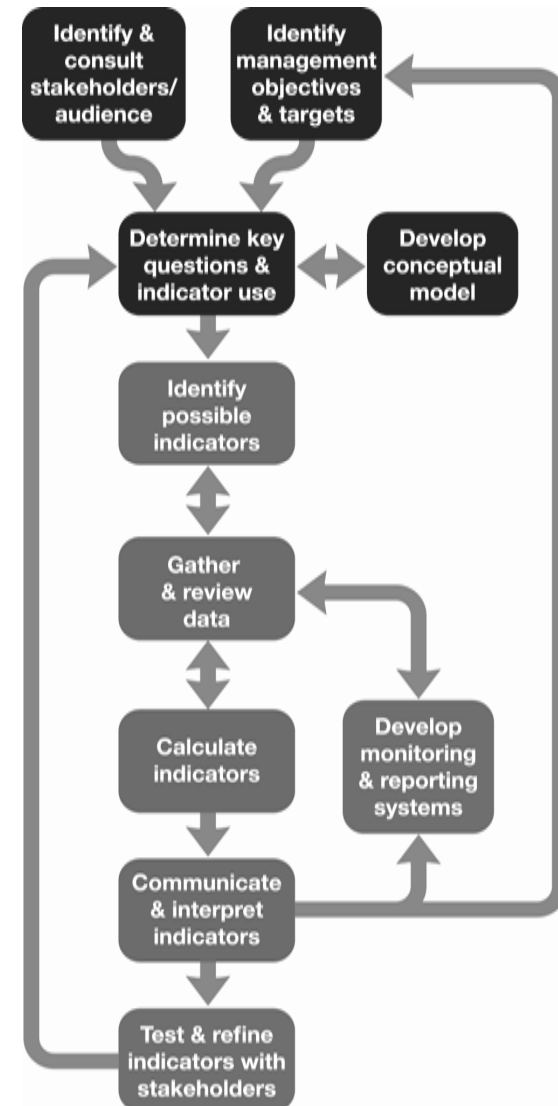 Identify &
consult
stakeholders/
audience
Identify
management
objectives
& targets
Determine key
questions &
indicator use
Develop
conceptual
model
Identify
possible
indicators
Gather
& review
data
Calculate
indicators
Develop
monitoring
& reporting
systems
Communicate
& interpret
indicators
Test & refine
indicators with
stakeholders